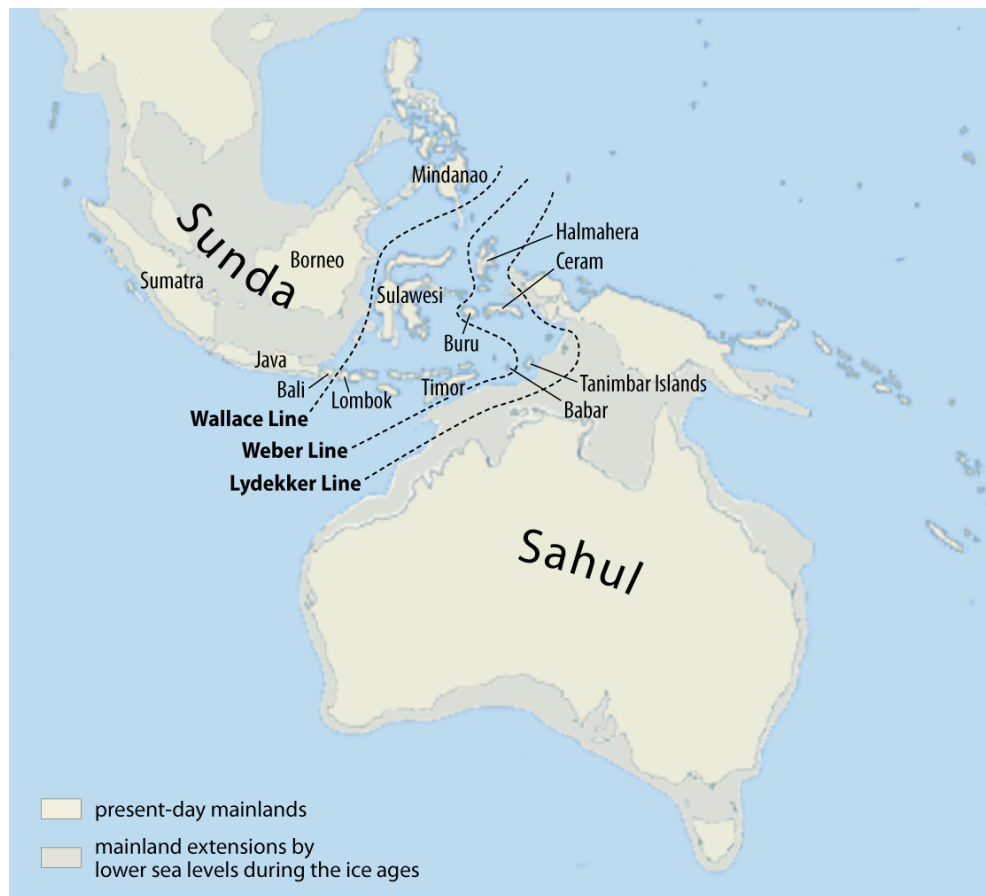 Mindanao
Halmahera
Ceram
Sunda
Borneo
Sumatra
Sulawesi
Buru
Java
Bali
Lombok
Timor
Tanimbar Islands
Babar
Wallace Line
Weber Line
Lydekker Line
Sahul
present-day mainlands
mainland extensions by
lower sea levels during the ice ages